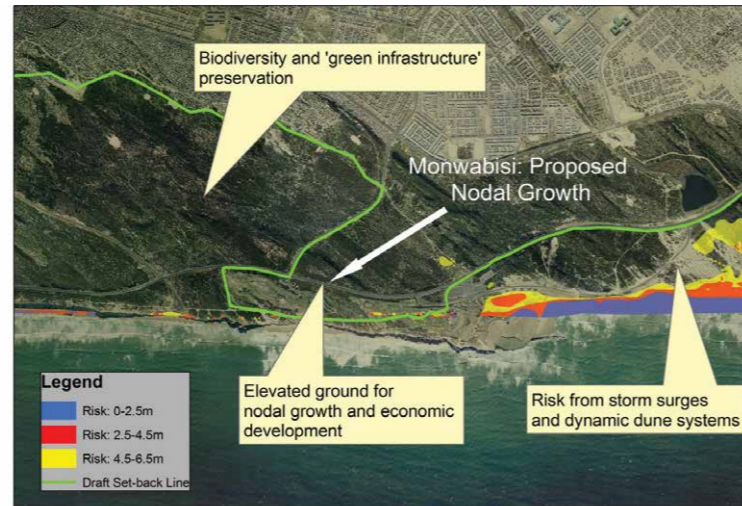 Biodiversity and 'green infrastructure'
preservation
Monwabisi: Proposed
Nodal Growth
Elevated ground for
nodal growth and economic
development
Risk from storm surges
and dynamic dune systems
Legend
Risk: 0-2.5m
Risk: 2.5-4.5m
Risk: 4.5-6.5m
Draft Set-back Line